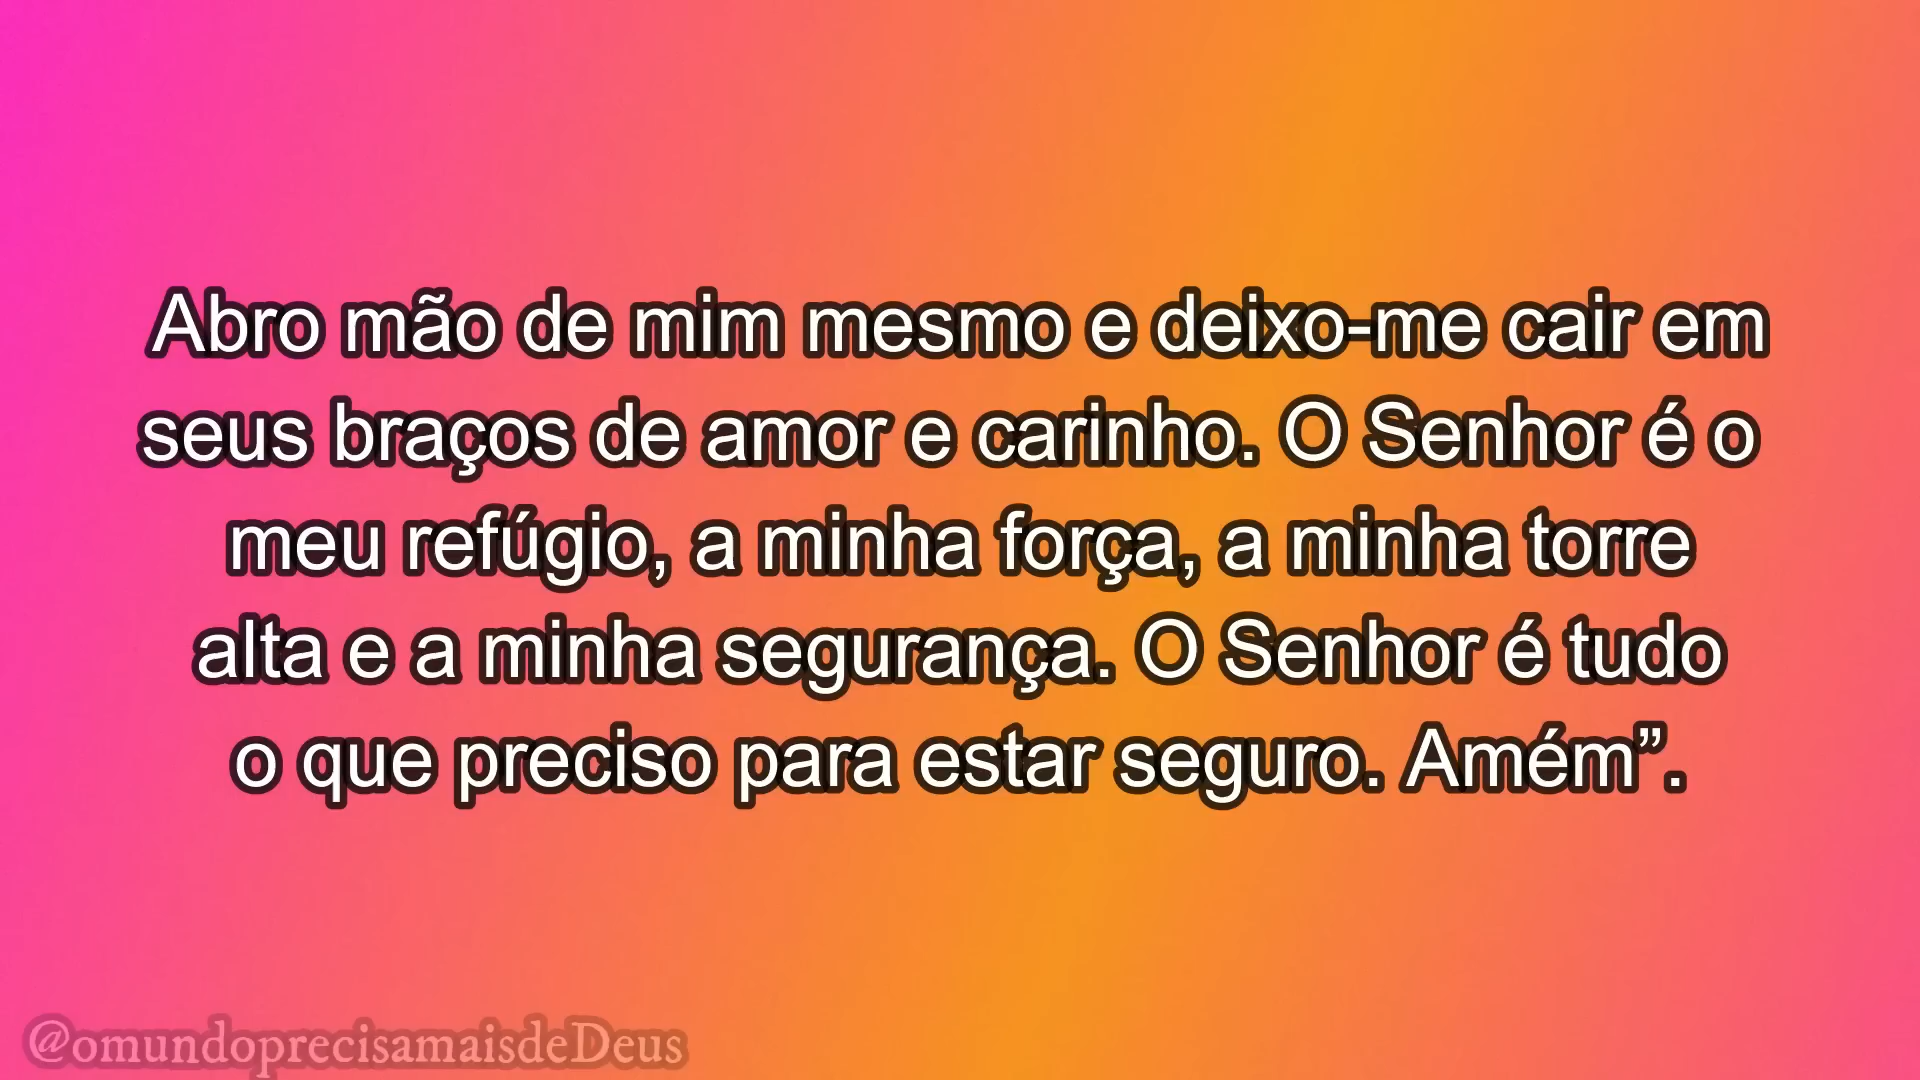 Abro mão de mim mesmo e deixo-me cair em
seus braços de amor e carinho. O Senhor é o
meu refúgio, a minha força, a minha torre
alta e a minha segurança. O Senhor é tudo
o que preciso para estar seguro. Amém”.
@omundoprecisamaisdeDeus